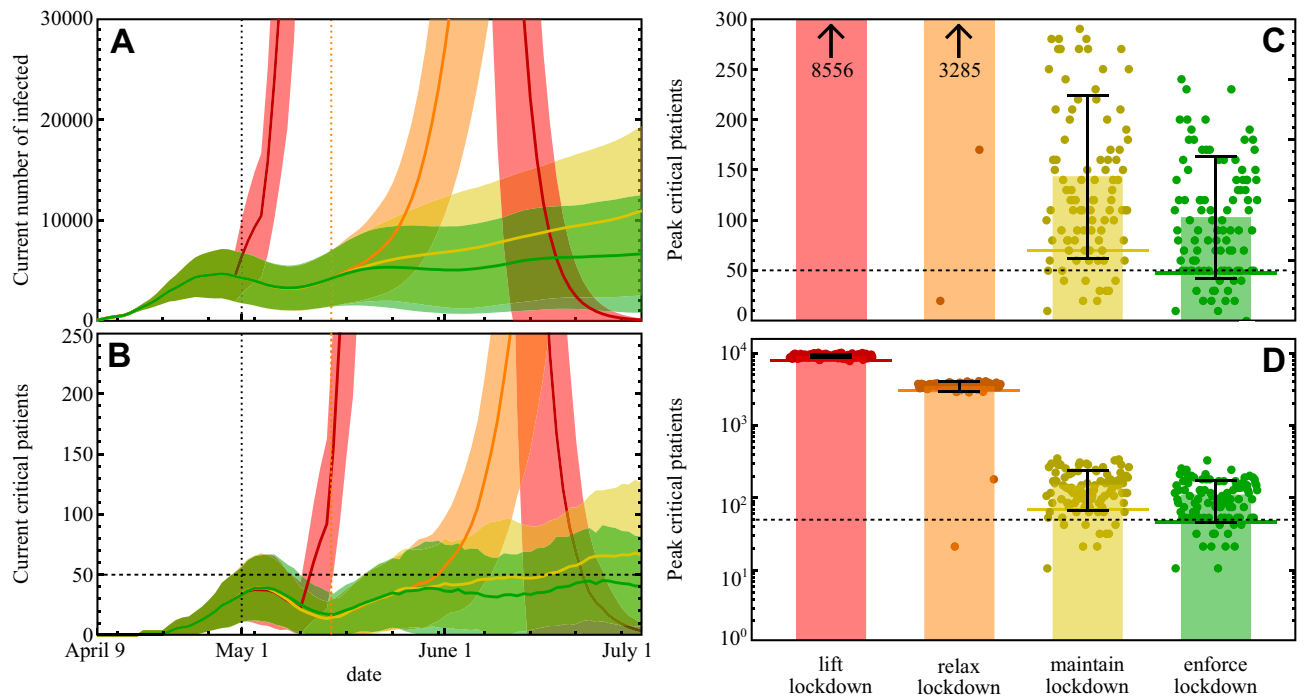 A
Current number of infected
30000
20000
10000
0
B
Current critical patients
250
200
150
100
50
0
April 9
May 1
June 1
July 1
date
C
Peak critical ptatients
300
250
200
150
100
50
0
8556
3285
D
Peak critical ptatients
10⁴
10³
10²
10¹
10⁰
lift
lockdown
relax
lockdown
maintain
lockdown
enforce
lockdown